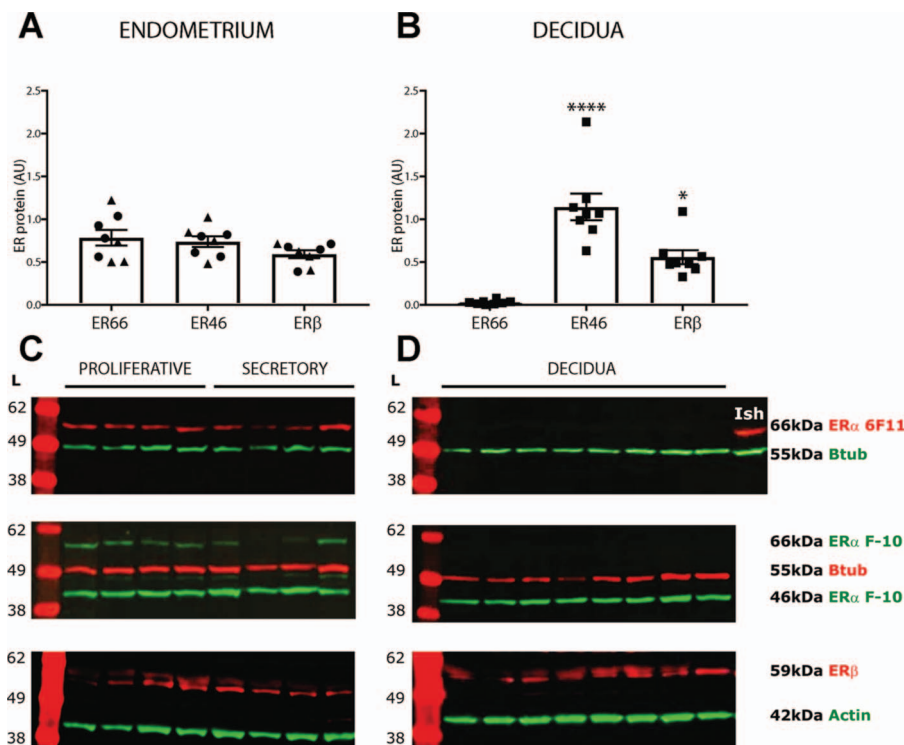 A ENDOMETRIUM
B DECIDUA
ER protein (AU)
2.5
2.0
1.5
1.0
0.5
0.0
ER66 ER46 ERβ
ER protein (AU)
2.5
2.0
1.5
1.0
0.5
0.0
****
*
ER66 ER46 ERβ
C
L PROLIFERATIVE SECRETORY
62
49
38
62
49
38
62
49
38
D
L DECIDUA
62
49
38
Ish
66kDa ERα 6F11
55kDa Btub
62
49
38
66kDa ERα F-10
55kDa Btub
46kDa ERα F-10
62
49
38
59kDa ERβ
42kDa Actin